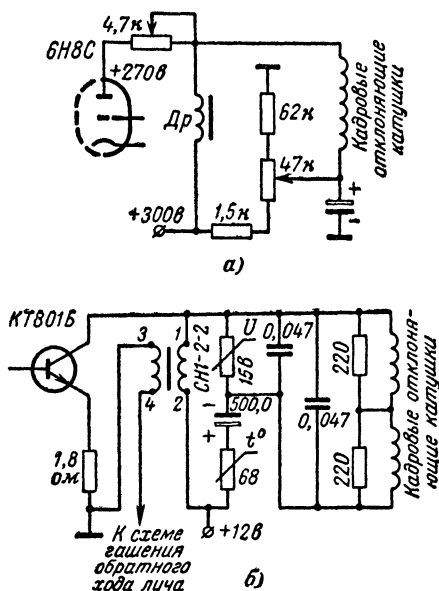 4,7к
6Н8С
+270в
Др
62к
47к
Кадровые
отклоняющие
катушки
+
-
+300в
1,5к
а)
КТ801Б
3
1
4
2
СН1-2-2
U
15в
0,047
-
500,0
+
t°
68
0,047
220
220
Кадровые отклоня-
ющие катушки
1,8
ом
+12в
К схеме
гашения
обратного
хода лича
б)